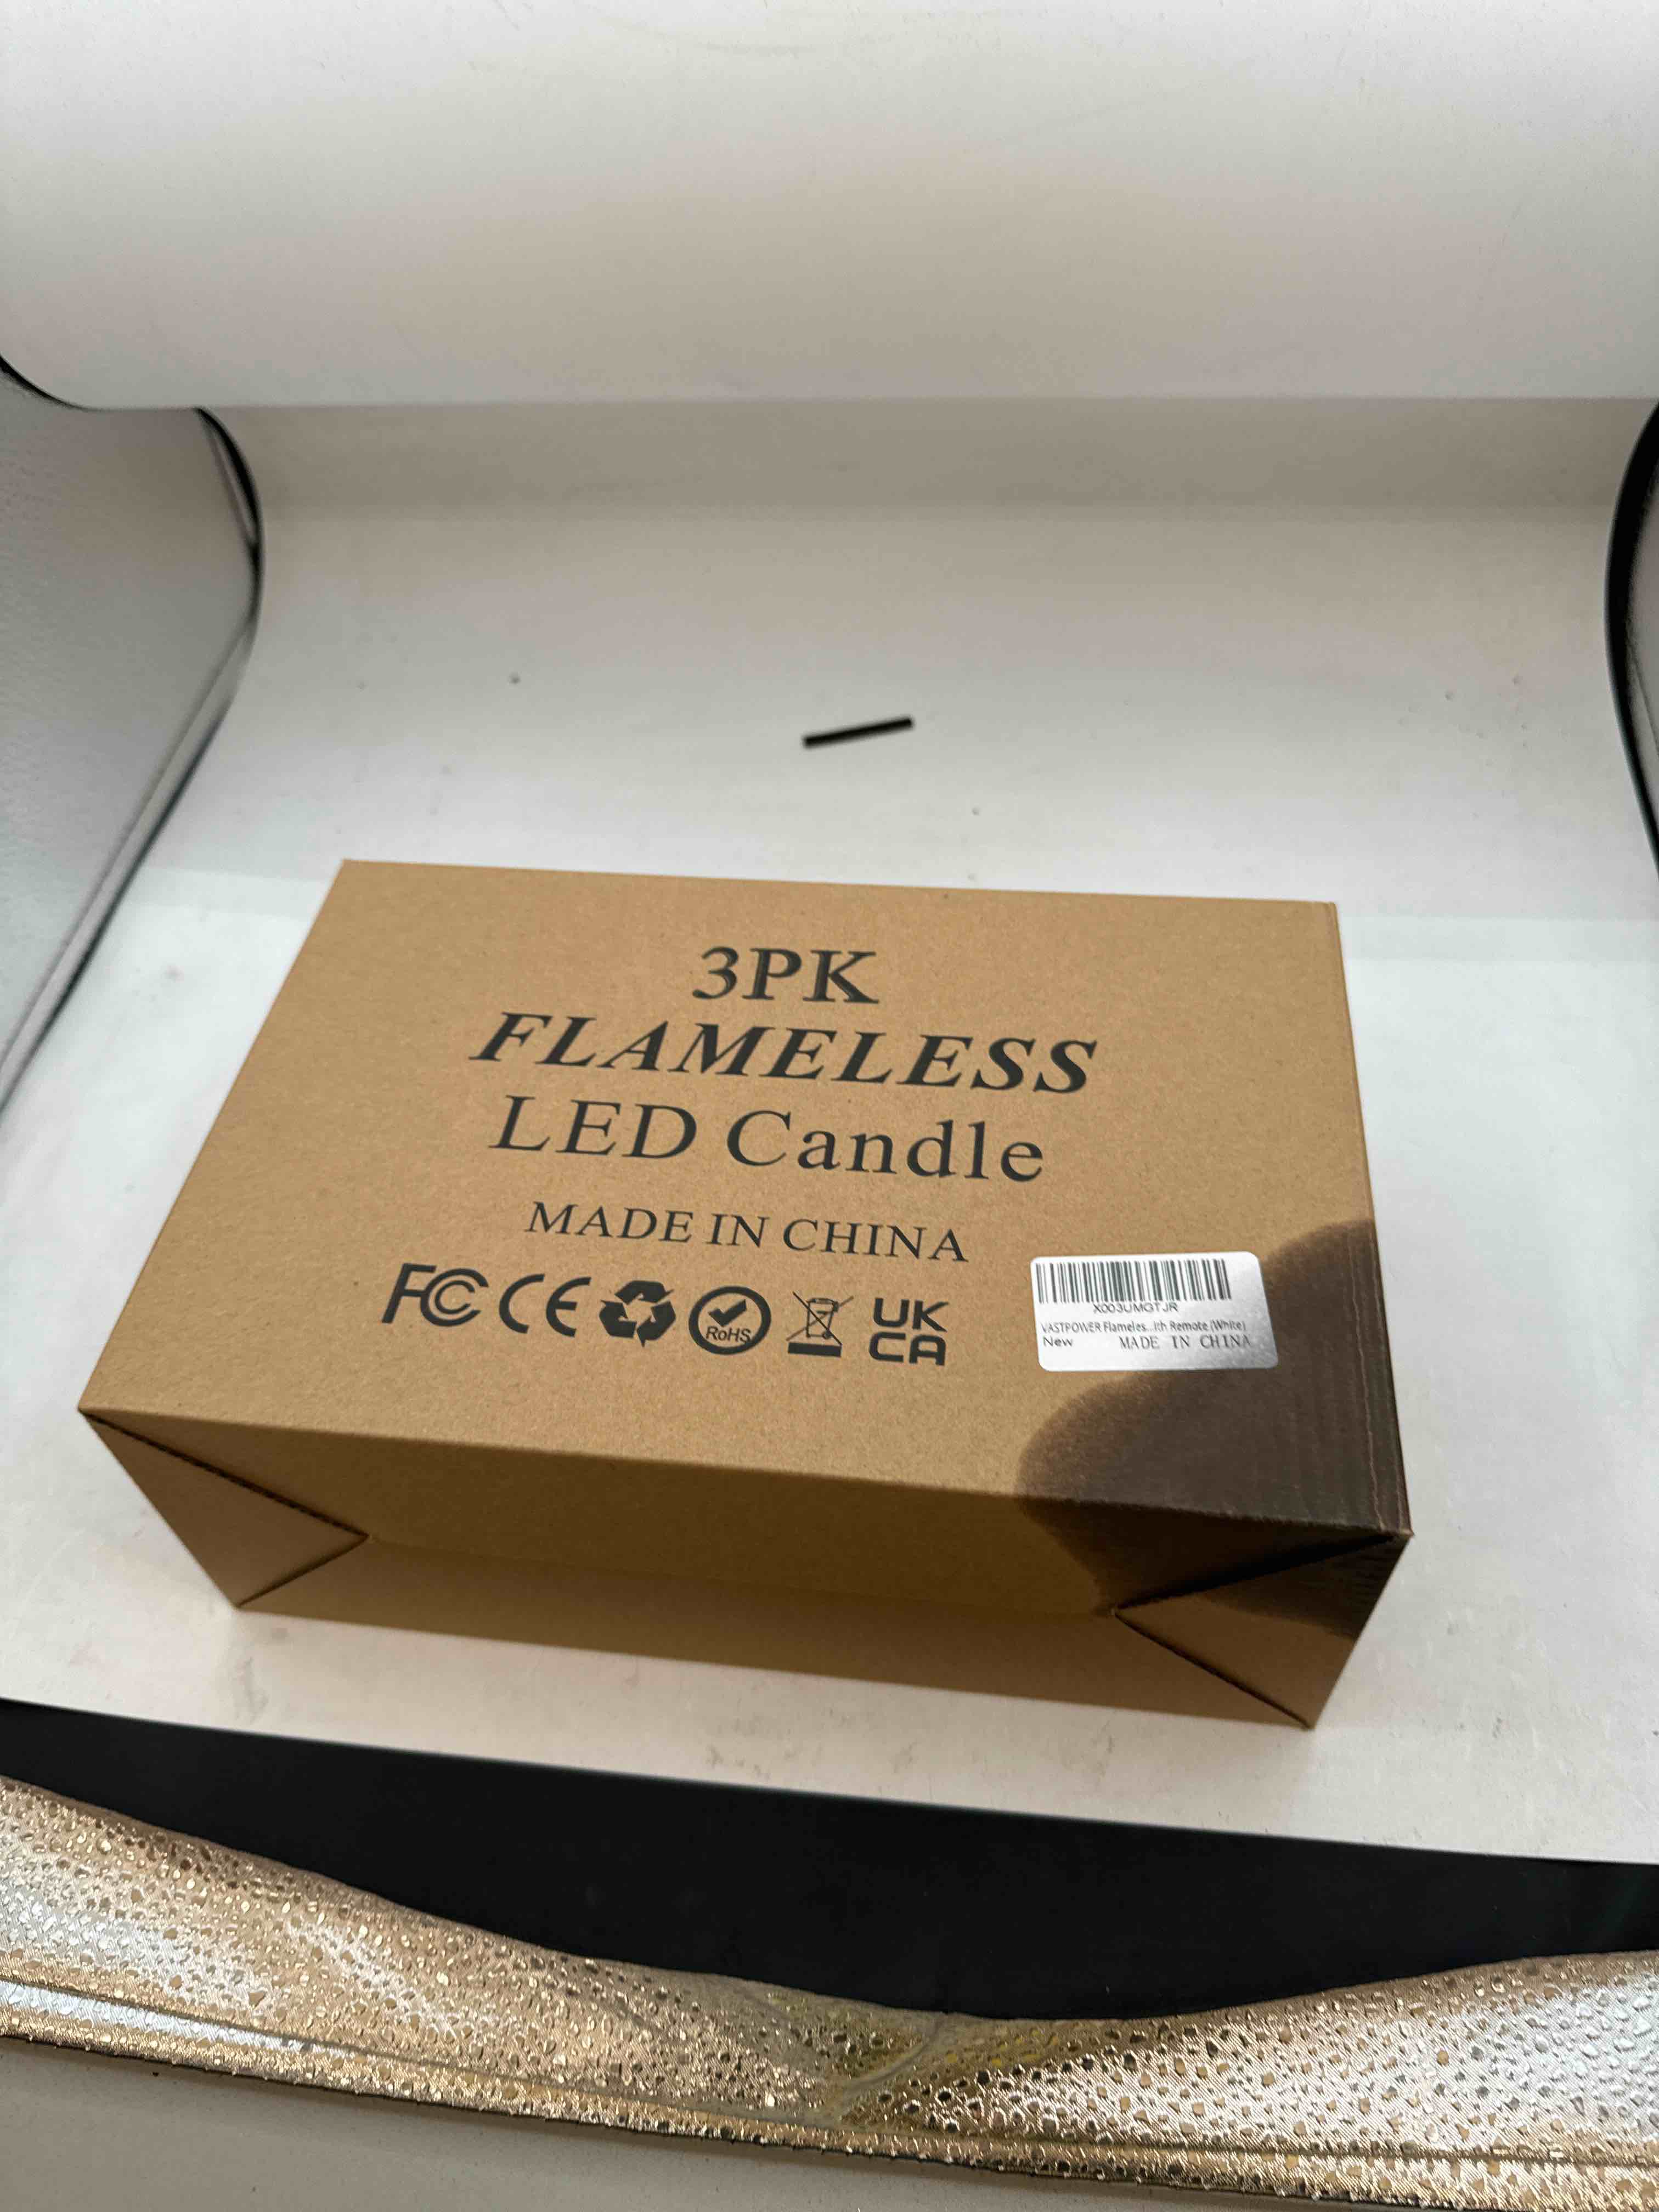 3PK
FLAMELESS
LED Candle
MADE IN CHINA
FC CE RoHS UK
CA
X003UMGTJR
VASTPOWER Flameles...ith Remote (White)
New MADE IN CHINA